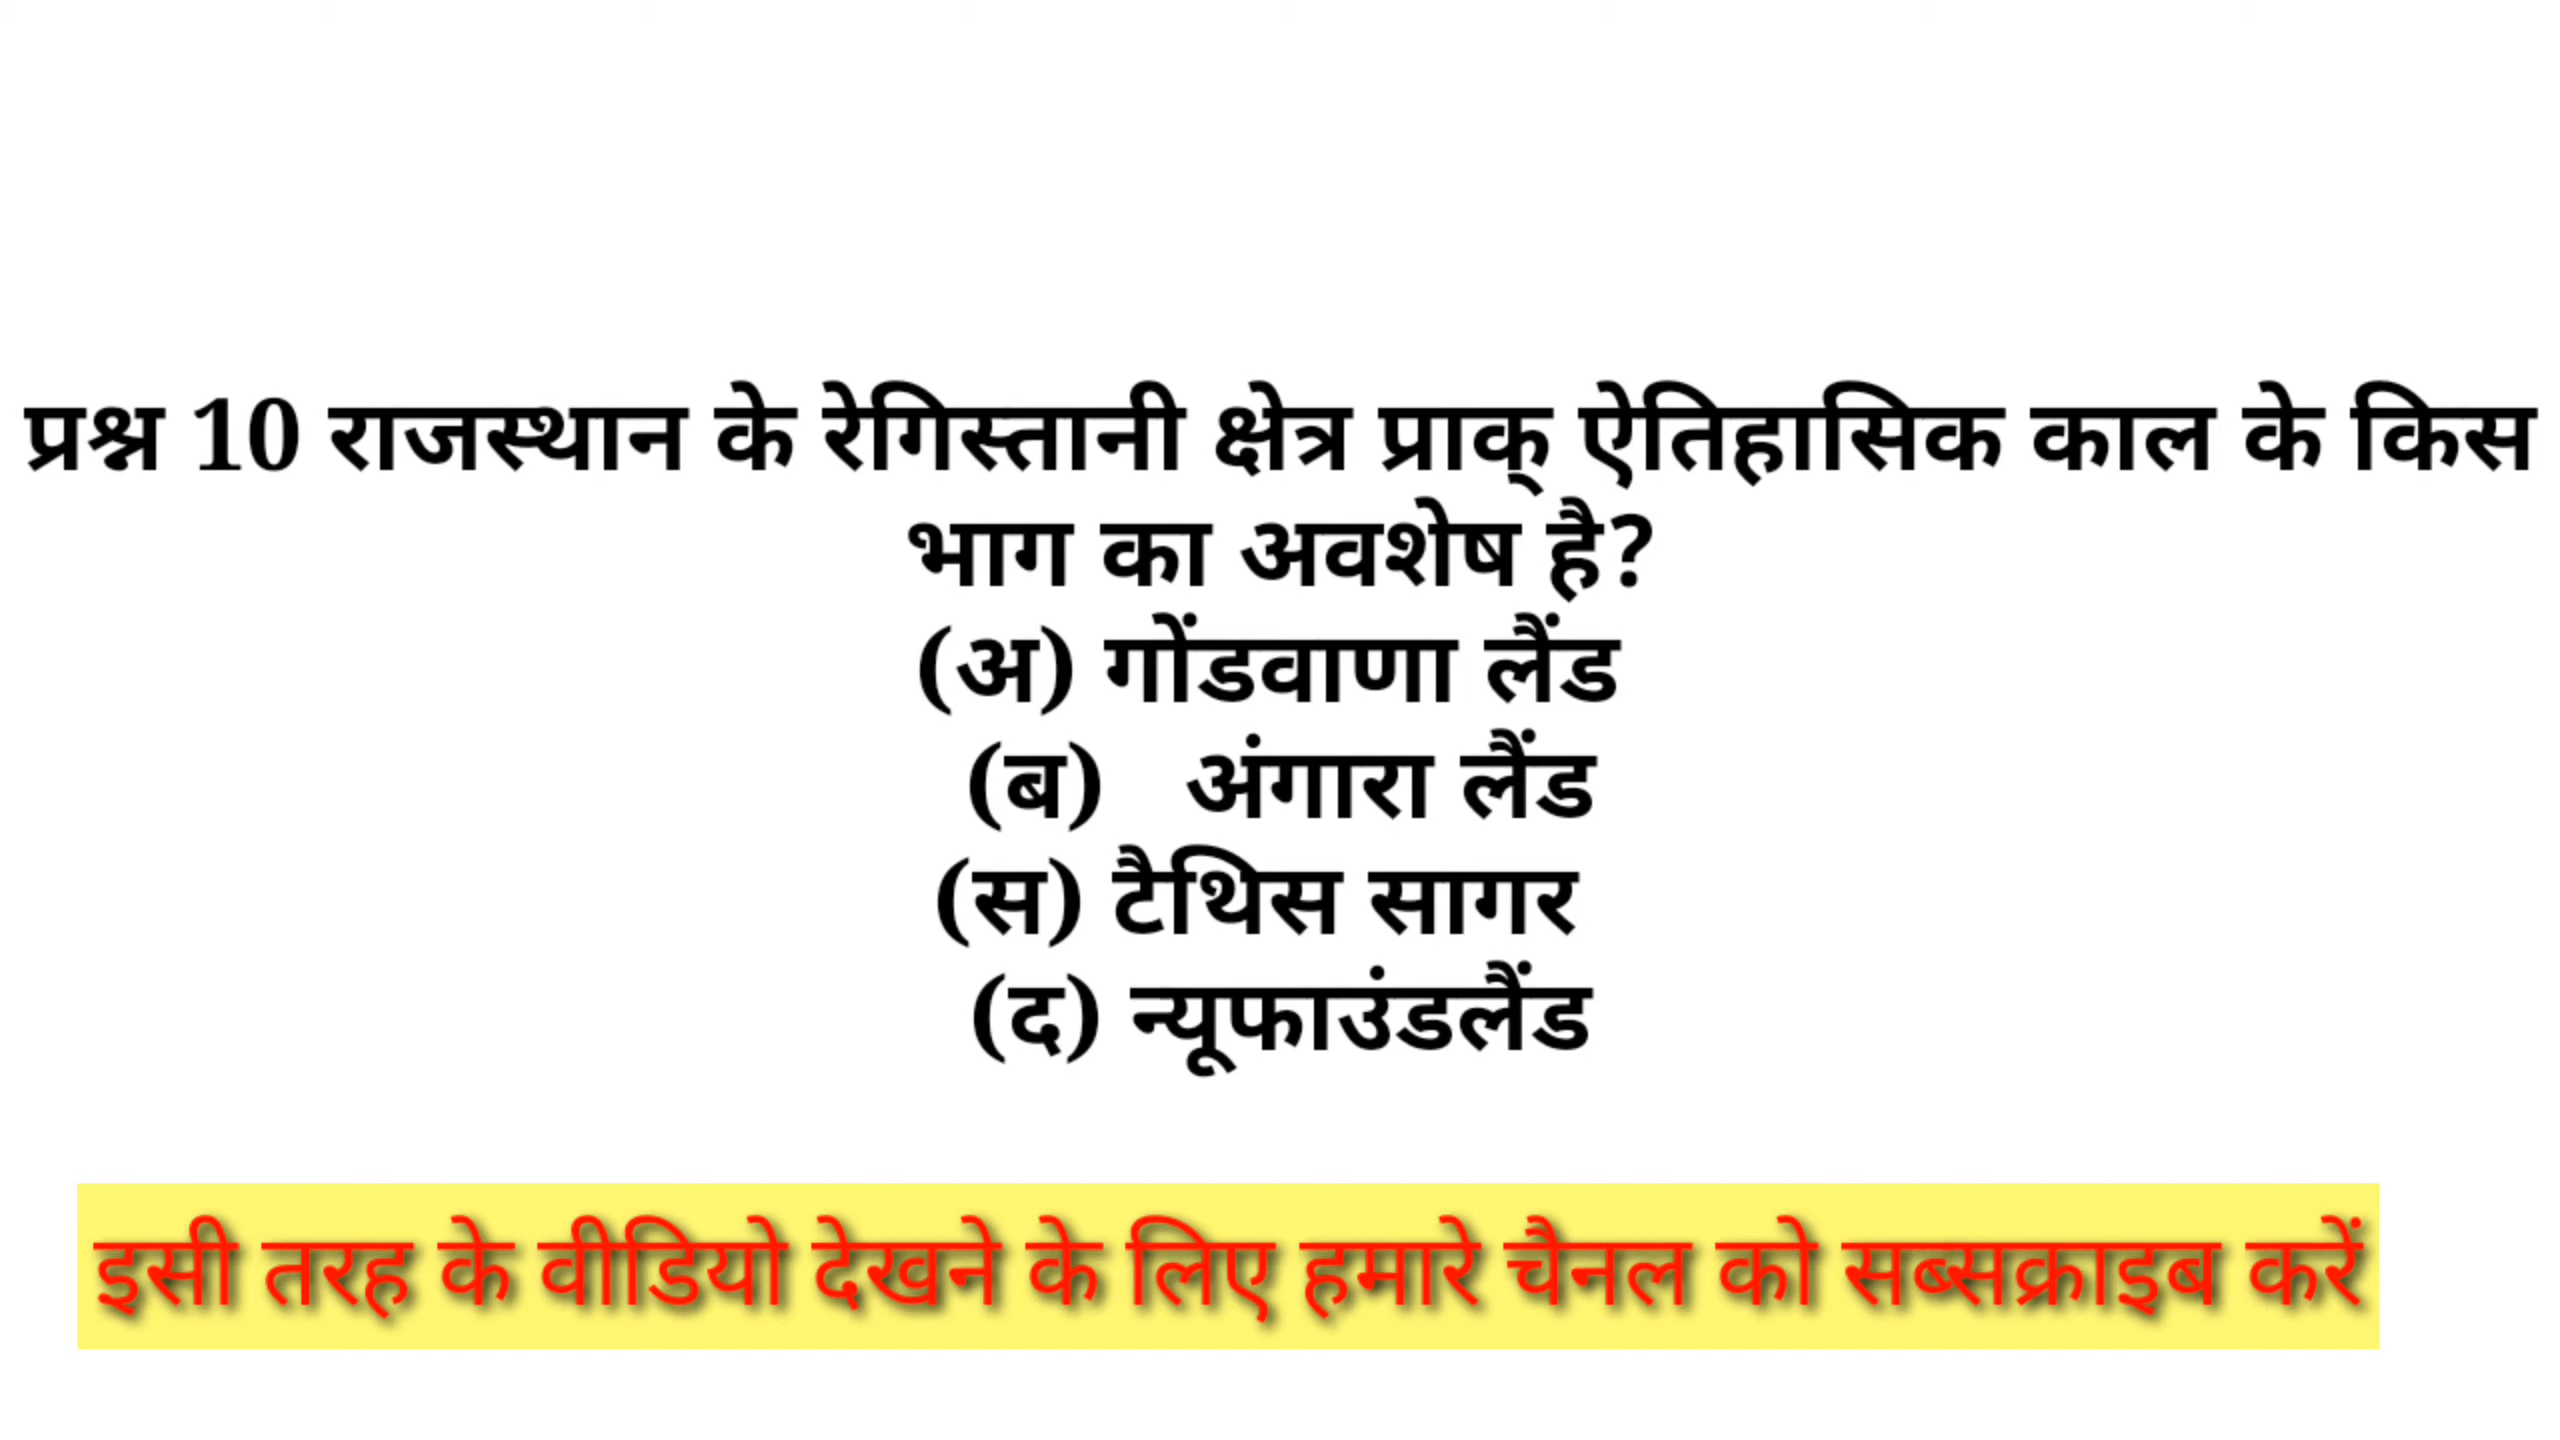 प्रश्न 10 राजस्थान के रेगिस्तानी क्षेत्र प्राक् ऐतिहासिक काल के किस
भाग का अवशेष है?
(अ) गोंडवाणा लैंड
(ब) अंगारा लैंड
(स) टैथिस सागर
(द) न्यूफाउंडलैंड
इसी तरह के वीडियो देखने के लिए हमारे चैनल को सब्सक्राइब करें